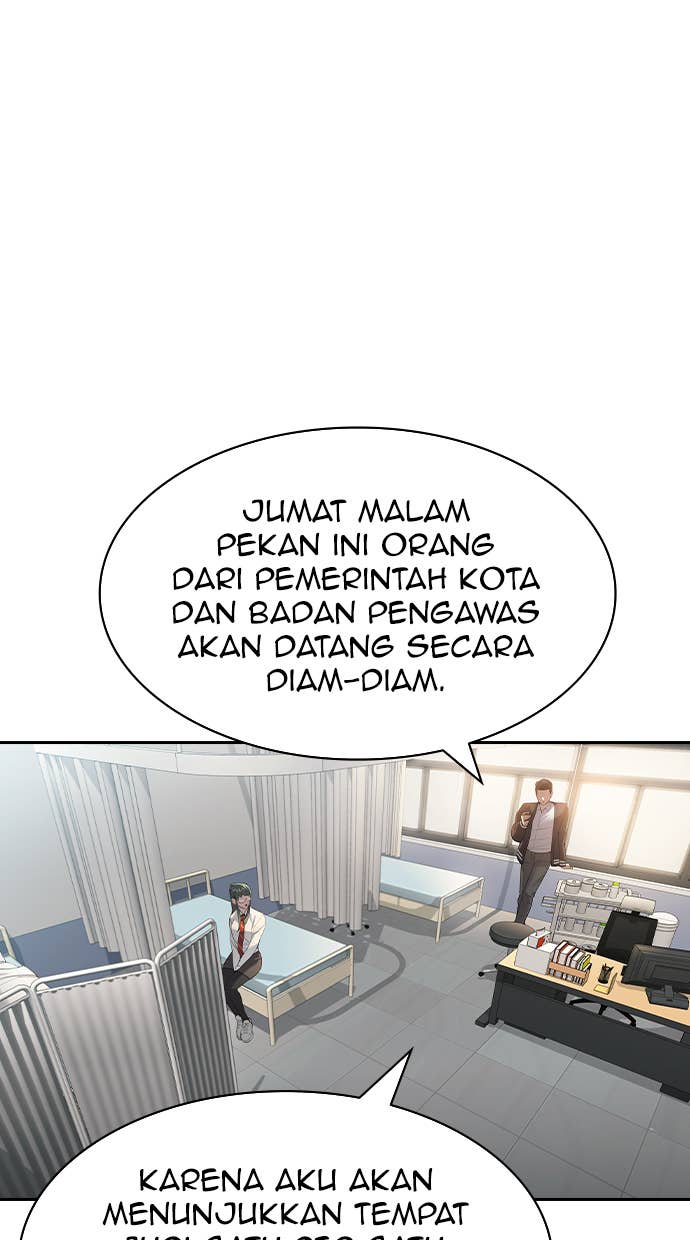 JUMAT MALAM
PEKAN INI ORANG
DARI PEMERINTAH KOTA
DAN BADAN PENGAWAS
AKAN DATANG SECARA
DIAM-DIAM.
KARENA AKU AKAN
MENUNJUKKAN TEMPAT